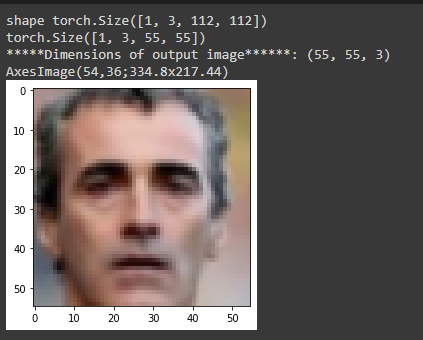 shape torch.Size([1, 3, 112, 112])
torch.Size([1, 3, 55, 55])
*****Dimensions of output image******: (55, 55, 3)
AxesImage(54,36;334.8x217.44)
0
10
20
30
40
50
0 10 20 30 40 50